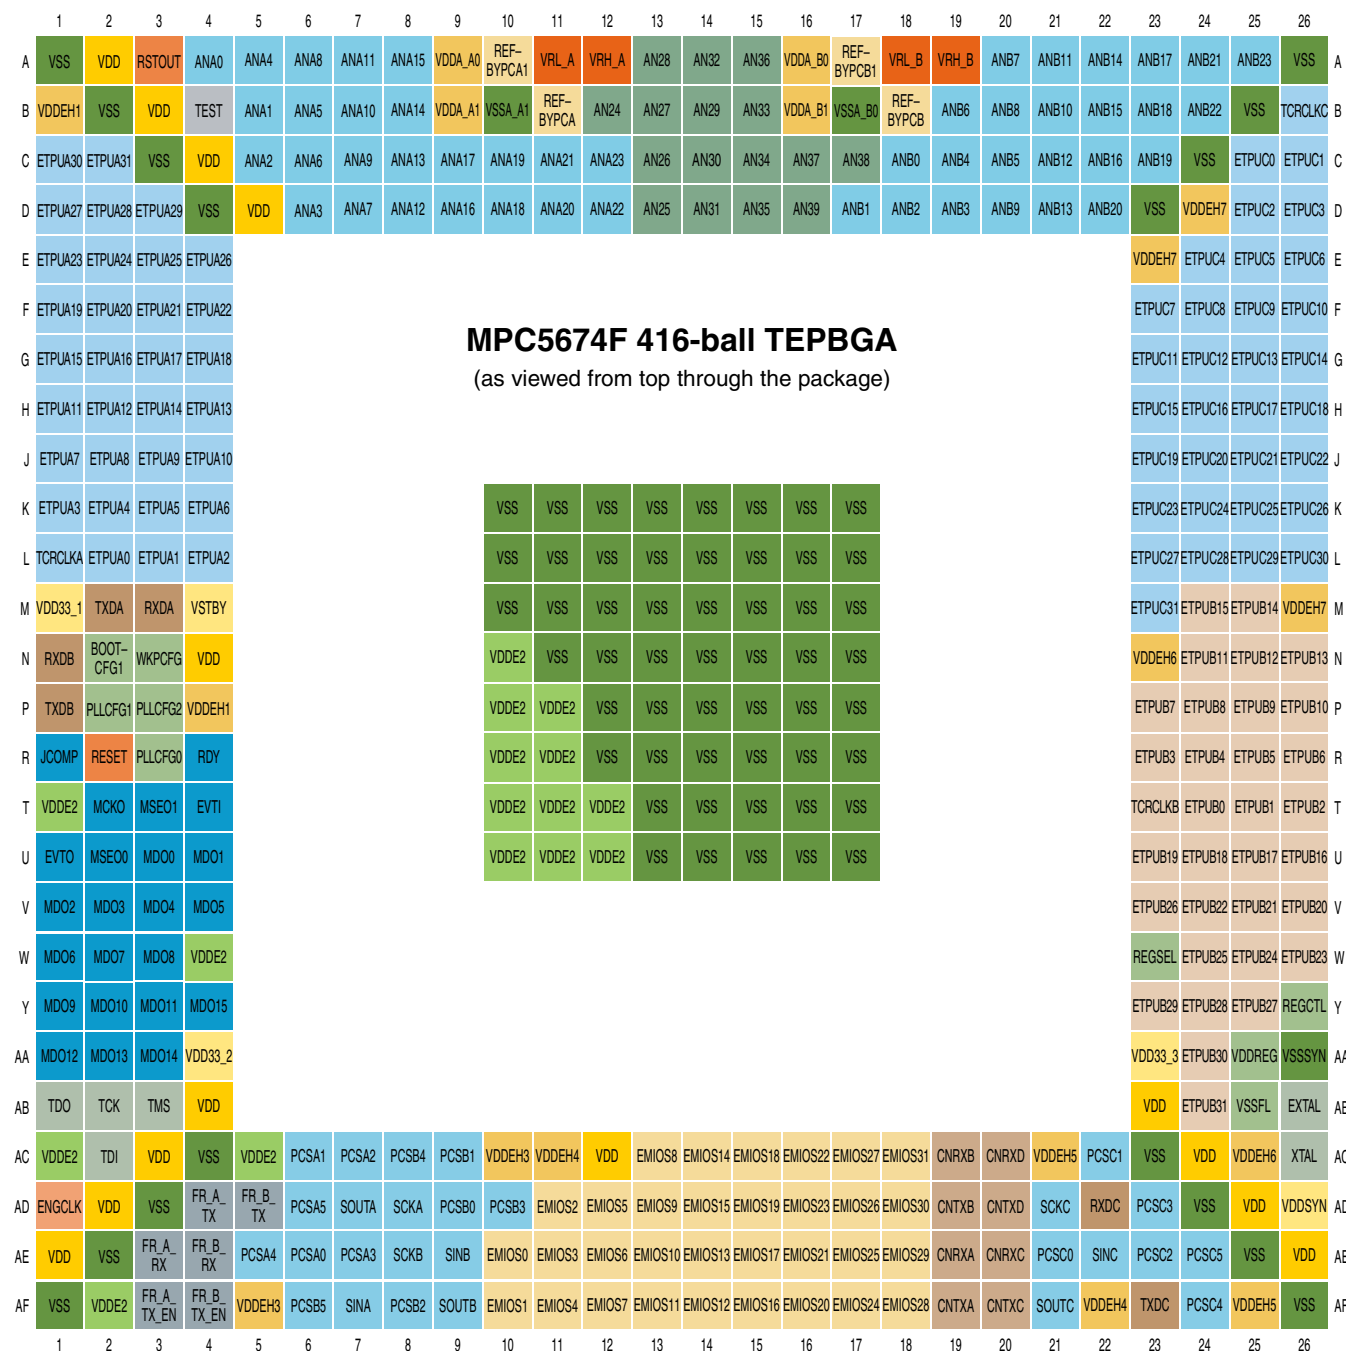 1 2 3 4 5 6 7 8 9 10 11 12 13 14 15 16 17 18 19 20 21 22 23 24 25 26
A VSS VDD RSTOUT ANA0 ANA4 ANA8 ANA11 ANA15 VDDA_A0 REF– BYPCA1 VRL_A VRH_A AN28 AN32 AN36 VDDA_B0 REF– BYPCB1 VRL_B VRH_B ANB7 ANB11 ANB14 ANB17 ANB21 ANB23 VSS A
B VDDEH1 VSS VDD TEST ANA1 ANA5 ANA10 ANA14 VDDA_A1 VSSA_A1 REF– BYPCA AN24 AN27 AN29 AN33 VDDA_B1 VSSA_B0 REF– BYPCB ANB6 ANB8 ANB10 ANB15 ANB18 ANB22 VSS TCRCLKC B
C ETPUA30 ETPUA31 VSS VDD ANA2 ANA6 ANA9 ANA13 ANA17 ANA19 ANA21 ANA23 AN26 AN30 AN34 AN37 AN38 ANB0 ANB4 ANB5 ANB12 ANB16 ANB19 VSS ETPUC0 ETPUC1 C
D ETPUA27 ETPUA28 ETPUA29 VSS VDD ANA3 ANA7 ANA12 ANA16 ANA18 ANA20 ANA22 AN25 AN31 AN35 AN39 ANB1 ANB2 ANB3 ANB9 ANB13 ANB20 VSS VDDEH7 ETPUC2 ETPUC3 D
E ETPUA23 ETPUA24 ETPUA25 ETPUA26 VDDEH7 ETPUC4 ETPUC5 ETPUC6 E
F ETPUA19 ETPUA20 ETPUA21 ETPUA22 ETPUC7 ETPUC8 ETPUC9 ETPUC10 F
MPC5674F 416-ball TEPBGA
G ETPUA15 ETPUA16 ETPUA17 ETPUA18 ETPUC11 ETPUC12 ETPUC13 ETPUC14 G
(as viewed from top through the package)
H ETPUA11 ETPUA12 ETPUA14 ETPUA13 ETPUC15 ETPUC16 ETPUC17 ETPUC18 H
J ETPUA7 ETPUA8 ETPUA9 ETPUA10 ETPUC19 ETPUC20 ETPUC21 ETPUC22 J
K ETPUA3 ETPUA4 ETPUA5 ETPUA6 VSS VSS VSS VSS VSS VSS VSS VSS ETPUC23 ETPUC24 ETPUC25 ETPUC26 K
L TCRCLKA ETPUA0 ETPUA1 ETPUA2 VSS VSS VSS VSS VSS VSS VSS VSS ETPUC27 ETPUC28 ETPUC29 ETPUC30 L
M VDD33_1 TXDA RXDA VSTBY VSS VSS VSS VSS VSS VSS VSS VSS ETPUC31 ETPUB15 ETPUB14 VDDEH7 M
N RXDB BOOT– CFG1 WKPCFG VDD VDDE2 VSS VSS VSS VSS VSS VSS VSS VDDEH6 ETPUB11 ETPUB12 ETPUB13 N
P TXDB PLLCFG1 PLLCFG2 VDDEH1 VDDE2 VDDE2 VSS VSS VSS VSS VSS VSS ETPUB7 ETPUB8 ETPUB9 ETPUB10 P
R JCOMP RESET PLLCFG0 RDY VDDE2 VDDE2 VSS VSS VSS VSS VSS VSS ETPUB3 ETPUB4 ETPUB5 ETPUB6 R
T VDDE2 MCKO MSEO1 EVTI VDDE2 VDDE2 VDDE2 VSS VSS VSS VSS VSS TCRCLKB ETPUB0 ETPUB1 ETPUB2 T
U EVTO MSEO0 MDO0 MDO1 VDDE2 VDDE2 VDDE2 VSS VSS VSS VSS VSS ETPUB19 ETPUB18 ETPUB17 ETPUB16 U
V MDO2 MDO3 MDO4 MDO5 ETPUB26 ETPUB22 ETPUB21 ETPUB20 V
W MDO6 MDO7 MDO8 VDDE2 REGSEL ETPUB25 ETPUB24 ETPUB23 W
Y MDO9 MDO10 MDO11 MDO15 ETPUB29 ETPUB28 ETPUB27 REGCTL Y
AA MDO12 MDO13 MDO14 VDD33_2 VDD33_3 ETPUB30 VDDREG VSSSYN AA
AB TDO TCK TMS VDD VDD ETPUB31 VSSFL EXTAL AB
AC VDDE2 TDI VDD VSS VDDE2 PCSA1 PCSA2 PCSB4 PCSB1 VDDEH3 VDDEH4 VDD EMIOS8 EMIOS14 EMIOS18 EMIOS22 EMIOS27 EMIOS31 CNRXB CNRXD VDDEH5 PCSC1 VSS VDD VDDEH6 XTAL AC
AD ENGCLK VDD VSS FR_A_ TX FR_B_ TX PCSA5 SOUTA SCKA PCSB0 PCSB3 EMIOS2 EMIOS5 EMIOS9 EMIOS15 EMIOS19 EMIOS23 EMIOS26 EMIOS30 CNTXB CNTXD SCKC RXDC PCSC3 VSS VDD VDDSYN AD
AE VDD VSS FR_A_ RX FR_B_ RX PCSA4 PCSA0 PCSA3 SCKB SINB EMIOS0 EMIOS3 EMIOS6 EMIOS10 EMIOS13 EMIOS17 EMIOS21 EMIOS25 EMIOS29 CNRXA CNRXC PCSC0 SINC PCSC2 PCSC5 VSS VDD AE
AF VSS VDDE2 FR_A_ TX_EN FR_B_ TX_EN VDDEH3 PCSB5 SINA PCSB2 SOUTB EMIOS1 EMIOS4 EMIOS7 EMIOS11 EMIOS12 EMIOS16 EMIOS20 EMIOS24 EMIOS28 CNTXA CNTXC SOUTC VDDEH4 TXDC PCSC4 VDDEH5 VSS AF
1 2 3 4 5 6 7 8 9 10 11 12 13 14 15 16 17 18 19 20 21 22 23 24 25 26